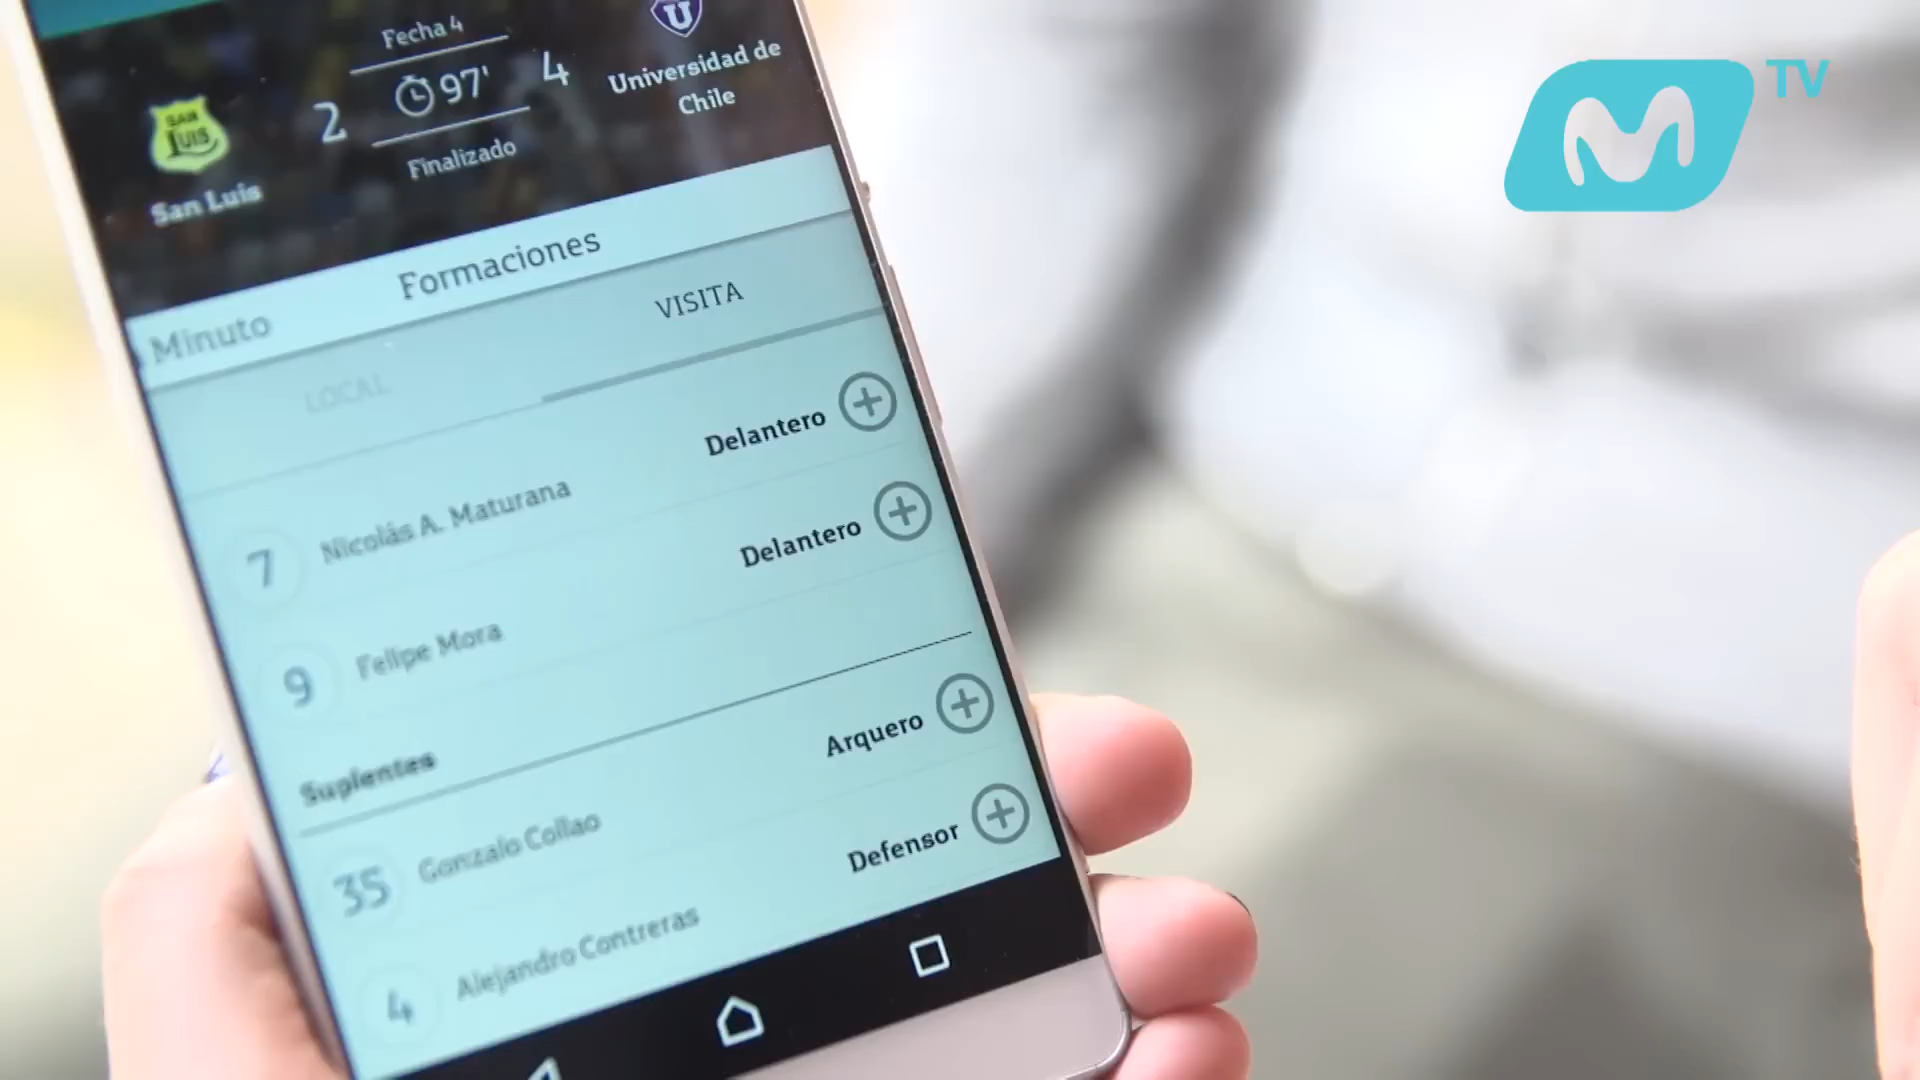 Fecha 4
U
SAN
LUIS
2
97'
4
Universidad de
Chile
San Luis
Finalizado
Minuto
Formaciones
LOCAL
VISITA
7
Nicolás A. Maturana
Delantero
9
Felipe Mora
Delantero
Suplentes
35
Gonzalo Collao
Arquero
4
Alejandro Contreras
Defensor
TV